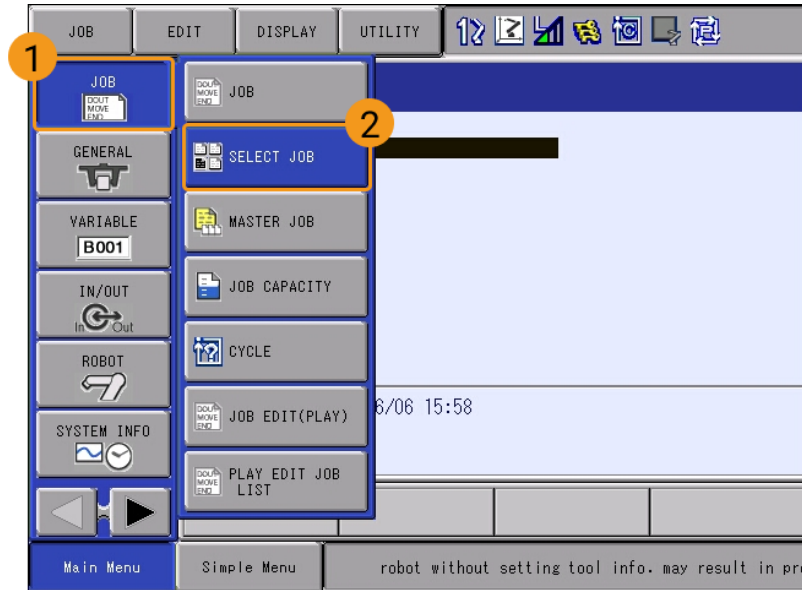 JOB EDIT DISPLAY UTILITY
1
JOB
DOUT
MOVE
END
JOB
2
SELECT JOB
GENERAL
MASTER JOB
VARIABLE
B001
JOB CAPACITY
IN/OUT
In Out
CYCLE
ROBOT
JOB EDIT(PLAY)
6/06 15:58
SYSTEM INFO
PLAY EDIT JOB
LIST
Main Menu Simple Menu robot without setting tool info. may result in pr